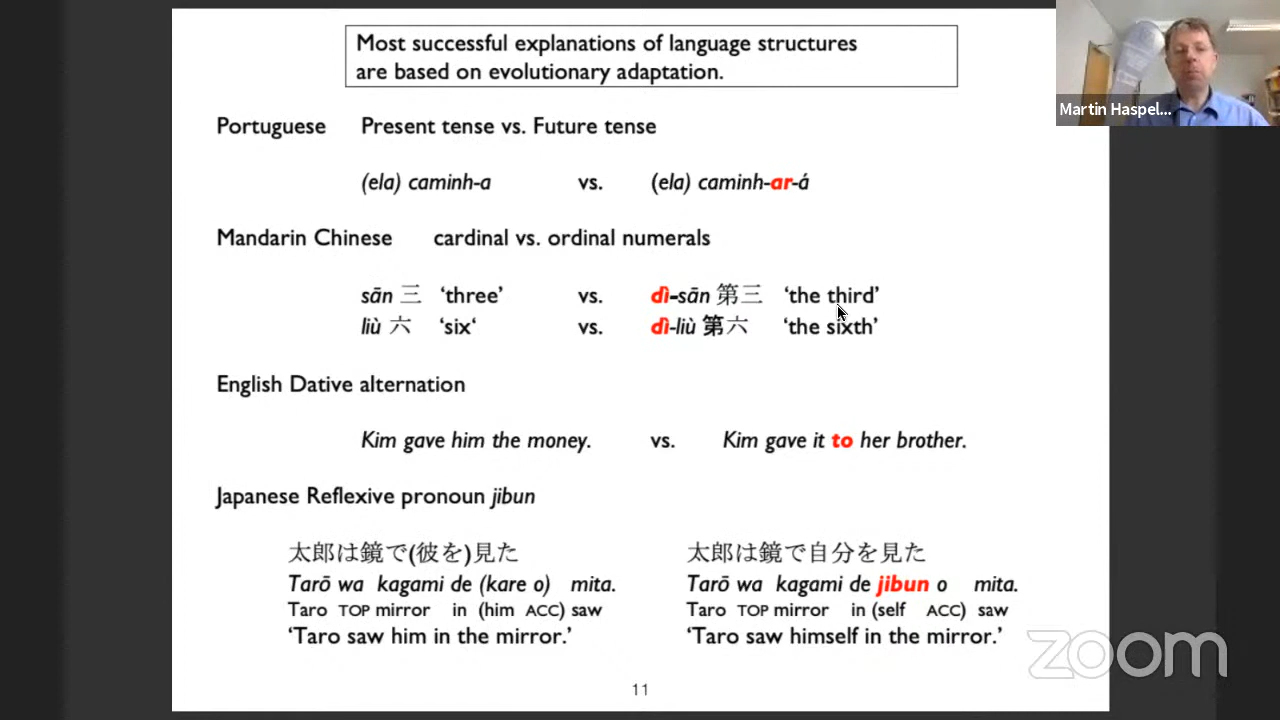 Most successful explanations of language structures
are based on evolutionary adaptation.
Martin Haspel...
Portuguese Present tense vs. Future tense
(ela) caminh-a vs. (ela) caminh-ar-á
Mandarin Chinese cardinal vs. ordinal numerals
sān 三 ‘three’ vs. dì-sān 第三 ‘the third’
liù 六 ‘six‘ vs. dì-liù 第六 ‘the sixth’
English Dative alternation
Kim gave him the money. vs. Kim gave it to her brother.
Japanese Reflexive pronoun jibun
太郎は鏡で(彼を)見た 太郎は鏡で自分を見た
Tarō wa kagami de (kare o) mita. Tarō wa kagami de jibun o mita.
Taro TOP mirror in (him ACC) saw Taro TOP mirror in (self ACC) saw
‘Taro saw him in the mirror.’ ‘Taro saw himself in the mirror.’
zoom
11